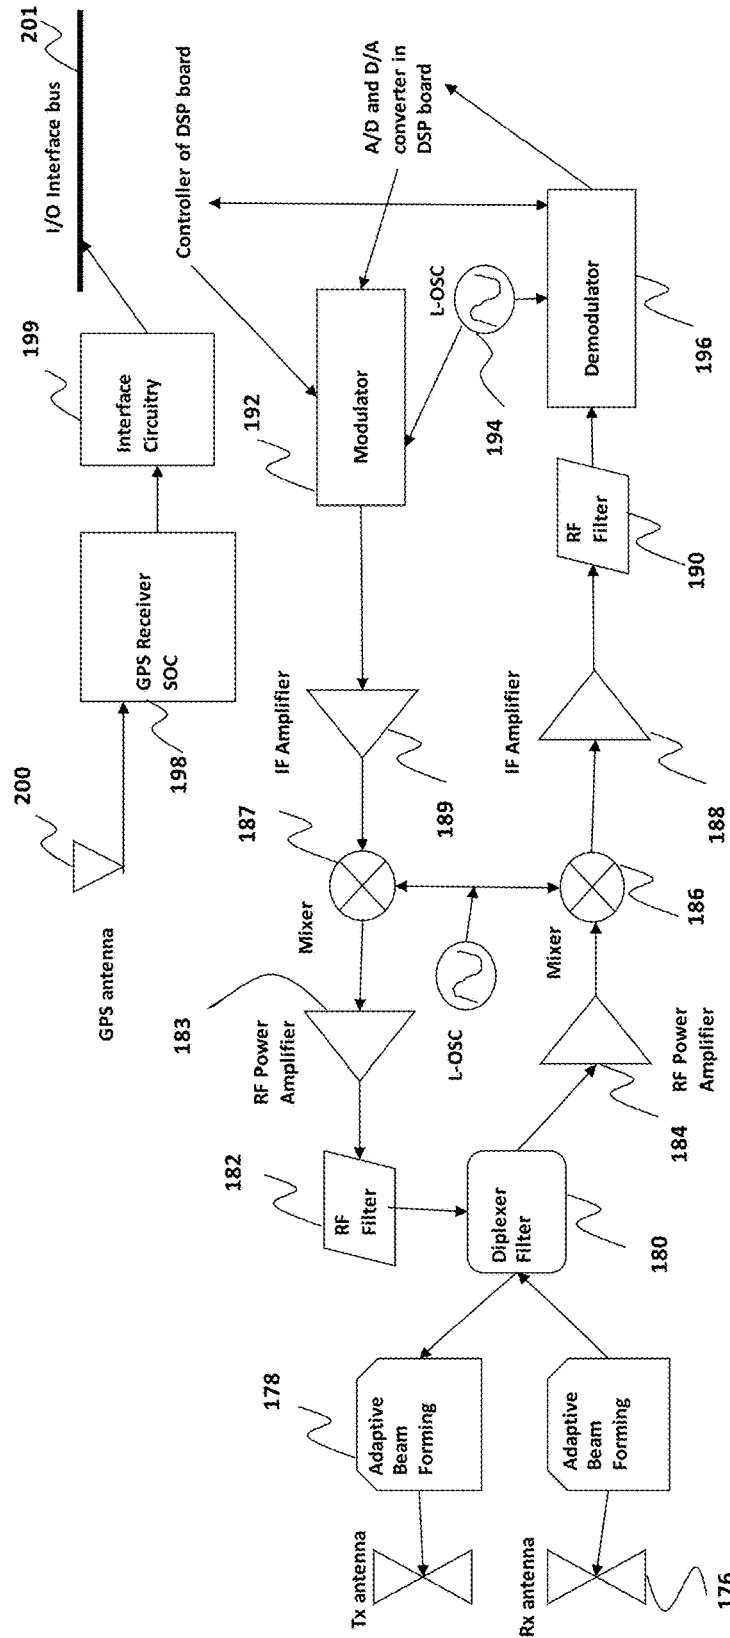 201
I/O Interface bus
199
Interface
Circuitry
GPS Receiver
SOC
198
200
GPS antenna
Controller of DSP board
A/D and D/A
converter in
DSP board
192
Modulator
L-OSC
194
IF Amplifier
189
187
Mixer
183
RF Power
Amplifier
182
RF
Filter
L-OSC
Demodulator
196
RF
Filter
190
IF Amplifier
188
186
Mixer
RF Power
Amplifier
184
Diplexer
Filter
180
178
Adaptive
Beam
Forming
Tx antenna
Adaptive
Beam
Forming
Rx antenna
176